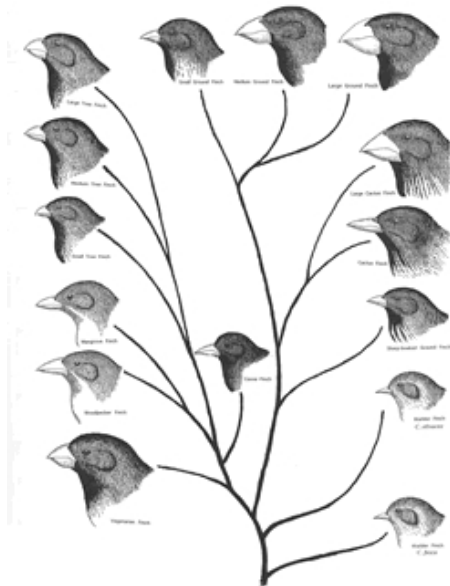 Large Tree Finch
Small Ground Finch
Medium Ground Finch
Large Ground Finch
Medium Tree Finch
Large Cactus Finch
Small Tree Finch
Cactus Finch
Mangrove Finch
Sharp-beaked Ground Finch
Cocos Finch
Woodpecker Finch
Warbler Finch
C. olivacea
Vegetarian Finch
Warbler Finch
C. fusca